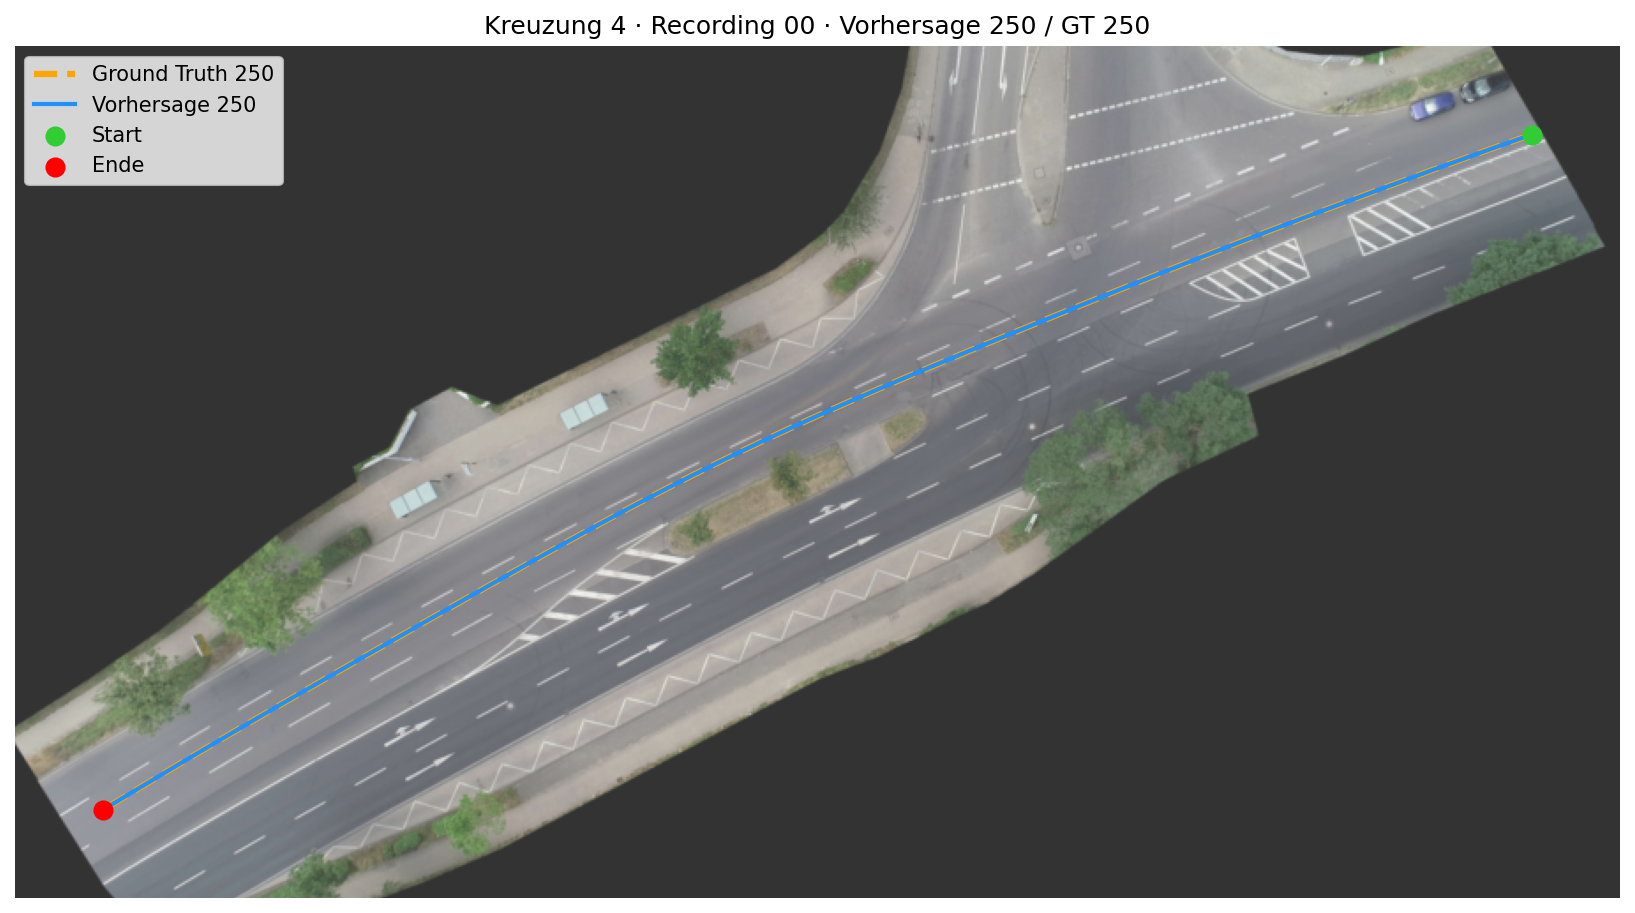 Kreuzung 4 · Recording 00 · Vorhersage 250 / GT 250
Ground Truth 250
Vorhersage 250
Start
Ende